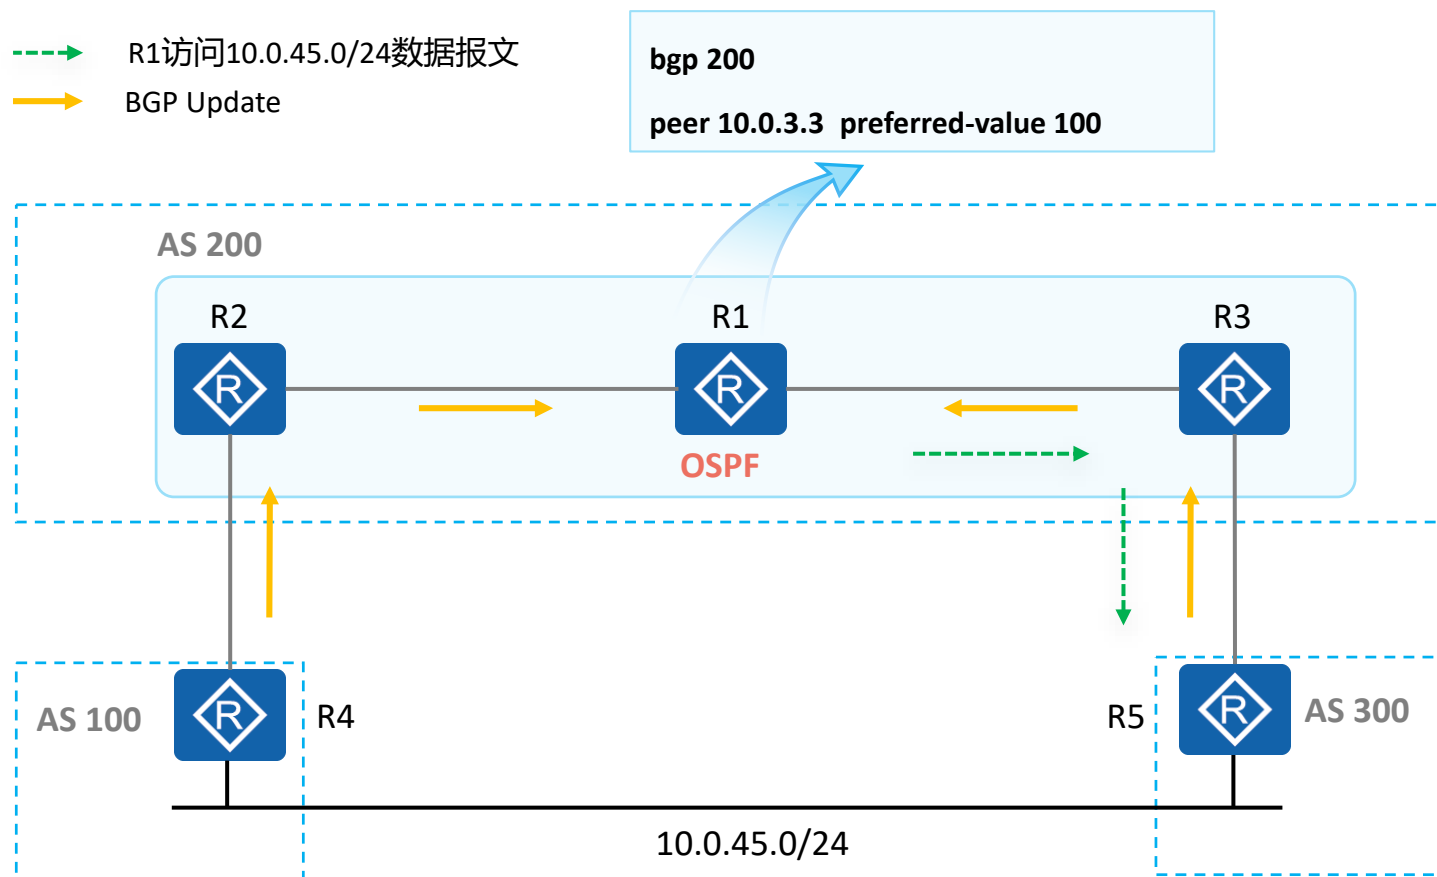 R1访问10.0.45.0/24数据报文
BGP Update
bgp 200
peer 10.0.3.3 preferred-value 100
AS 200
R2
R1
R3
R
R
R
OSPF
R
R
AS 100
R4
R5
AS 300
10.0.45.0/24